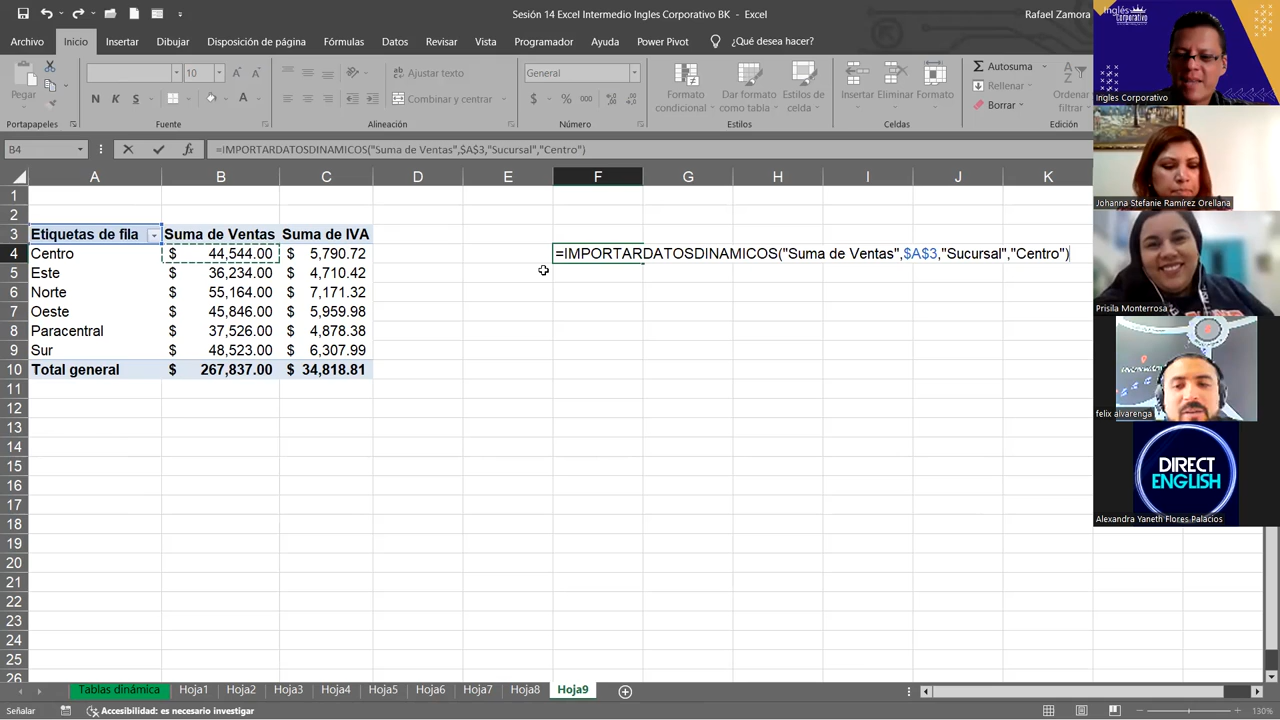 Sesión 14 Excel Intermedio Ingles Corporativo BK - Excel
Rafael Zamora
Archivo Inicio Insertar Dibujar Disposición de página Fórmulas Datos Revisar Vista Programador Ayuda Power Pivot ¿Qué desea hacer?
Pegar
10
Ajustar texto
Combinar y centrar
General
Formato condicional
Dar formato como tabla
Estilos de celda
Insertar Eliminar Formato
Autosuma
Rellenar
Borrar
Ordenar
filtrar
N K S
$ % 000
Portapapeles Fuente Alineación Número Estilos Celdas Edición
B4 fx =IMPORTARDATOSDINAMICOS("Suma de Ventas",$A$3,"Sucursal","Centro")
A B C D E F G H I J K
1
2
3 Etiquetas de fila Suma de Ventas Suma de IVA
4 Centro $ 44,544.00 $ 5,790.72 =IMPORTARDATOSDINAMICOS("Suma de Ventas",$A$3,"Sucursal","Centro")
5 Este $ 36,234.00 $ 4,710.42
6 Norte $ 55,164.00 $ 7,171.32
7 Oeste $ 45,846.00 $ 5,959.98
8 Paracentral $ 37,526.00 $ 4,878.38
9 Sur $ 48,523.00 $ 6,307.99
10 Total general $ 267,837.00 $ 34,818.81
11
12
13
14
15
16
17
18
19
20
21
22
23
24
25
26
Tablas dinámica Hoja1 Hoja2 Hoja3 Hoja4 Hoja5 Hoja6 Hoja7 Hoja8 Hoja9
Señalar Accesibilidad: es necesario investigar 130%
Inglés
Corporativo
Ingles Corporativo
Johanna Stefanie Ramírez Orellana
Prisila Monterrosa
felix alvarenga
DIRECT
ENGLISH
Alexandra Yaneth Flores Palacios